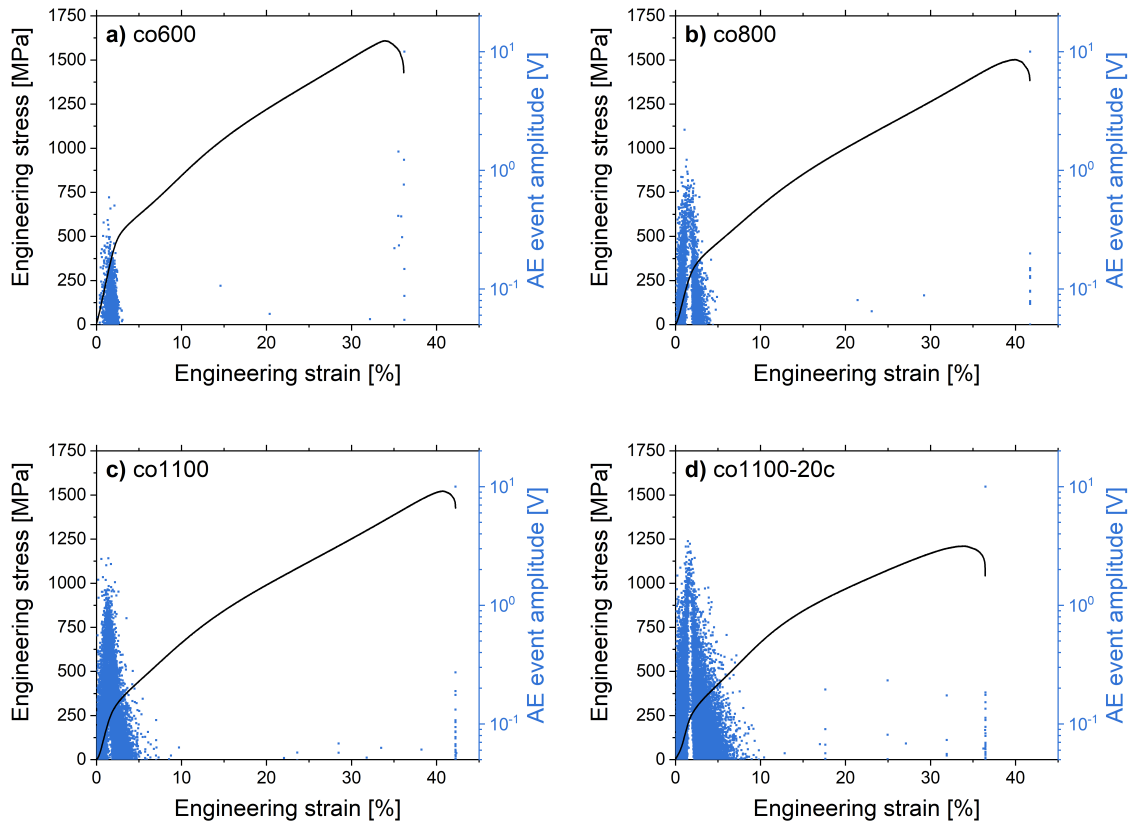 a) co600
Engineering stress [MPa]
1750
1500
1250
1000
750
500
250
0
0 10 20 30 40
Engineering strain [%]
10^1
10^0
10^-1
AE event amplitude [V]
b) co800
Engineering stress [MPa]
1750
1500
1250
1000
750
500
250
0
0 10 20 30 40
Engineering strain [%]
10^1
10^0
10^-1
AE event amplitude [V]
c) co1100
Engineering stress [MPa]
1750
1500
1250
1000
750
500
250
0
0 10 20 30 40
Engineering strain [%]
10^1
10^0
10^-1
AE event amplitude [V]
d) co1100-20c
Engineering stress [MPa]
1750
1500
1250
1000
750
500
250
0
0 10 20 30 40
Engineering strain [%]
10^1
10^0
10^-1
AE event amplitude [V]